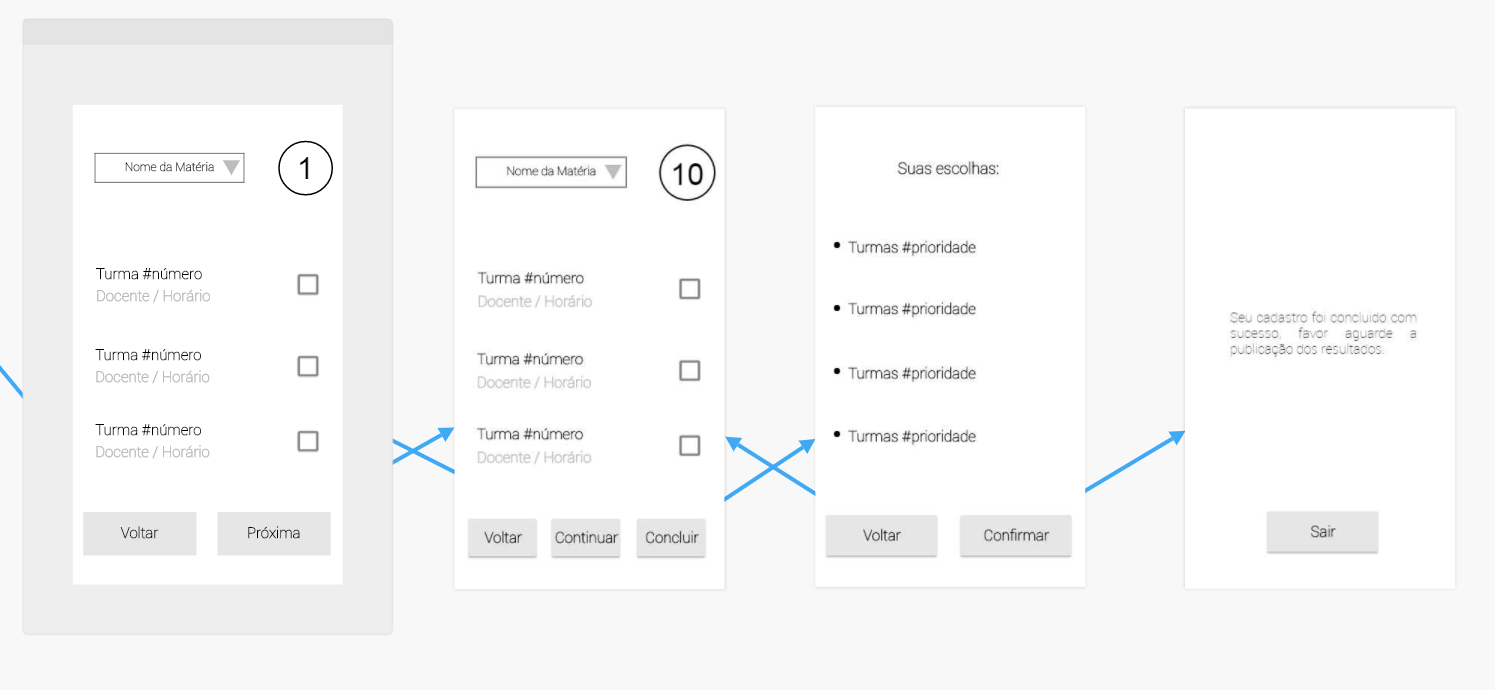 Nome da Matéria
1
Turma #número
Docente / Horário
Turma #número
Docente / Horário
Turma #número
Docente / Horário
Voltar
Próxima
Nome da Matéria
10
Turma #número
Docente / Horário
Turma #número
Docente / Horário
Turma #número
Docente / Horário
Voltar
Continuar
Concluir
Suas escolhas:
• Turmas #prioridade
• Turmas #prioridade
• Turmas #prioridade
• Turmas #prioridade
Voltar
Confirmar
Seu cadastro foi concluido com
sucesso, favor aguarde a
publicação dos resultados.
Sair